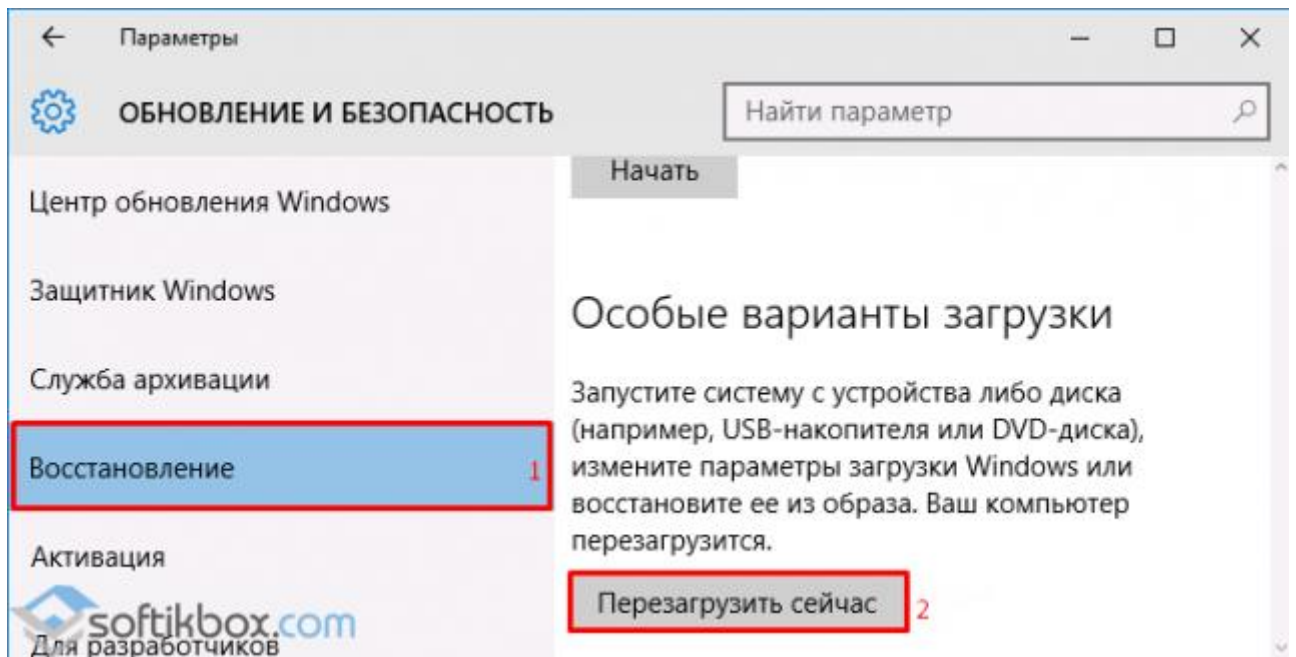 Параметры
ОБНОВЛЕНИЕ И БЕЗОПАСНОСТЬ
Найти параметр
Центр обновления Windows
Защитник Windows
Служба архивации
Восстановление 1
Активация
Для разработчиков
softikbox.com
Начать
Особые варианты загрузки
Запустите систему с устройства либо диска
(например, USB-накопителя или DVD-диска),
измените параметры загрузки Windows или
восстановите ее из образа. Ваш компьютер
перезагрузится.
Перезагрузить сейчас 2